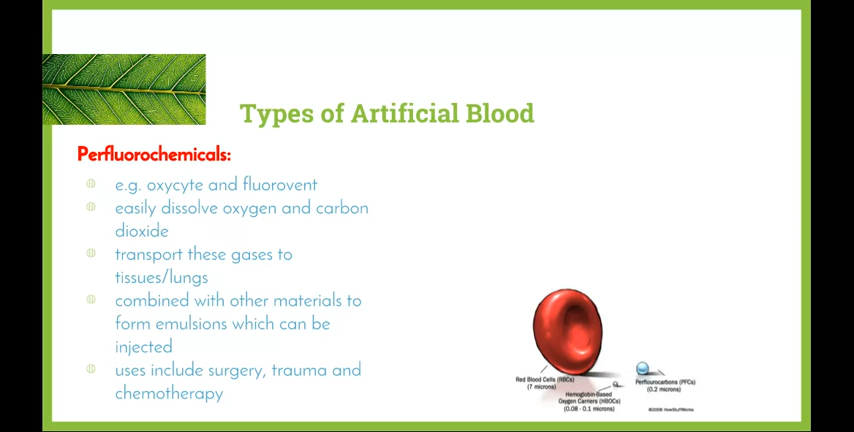 Types of Artificial Blood
Perfluorochemicals:
e.g. oxycyte and fluorovent
easily dissolve oxygen and carbon
dioxide
transport these gases to
tissues/lungs
combined with other materials to
form emulsions which can be
injected
uses include surgery, trauma and
chemotherapy
Red Blood Cells (RBCs)
(7 microns)
Hemoglobin-Based
Oxygen Carriers (HBOCs)
(0.08 - 0.1 microns)
Perflourocarbons (PFCs)
(0.2 microns)
©2006 HowStuffWorks